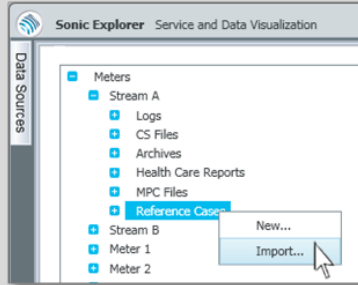 Sonic Explorer Service and Data Visualization
Data Sources
Meters
Stream A
Logs
CS Files
Archives
Health Care Reports
MPC Files
Reference Cases
Stream B
Meter 1
Meter 2
New...
Import...